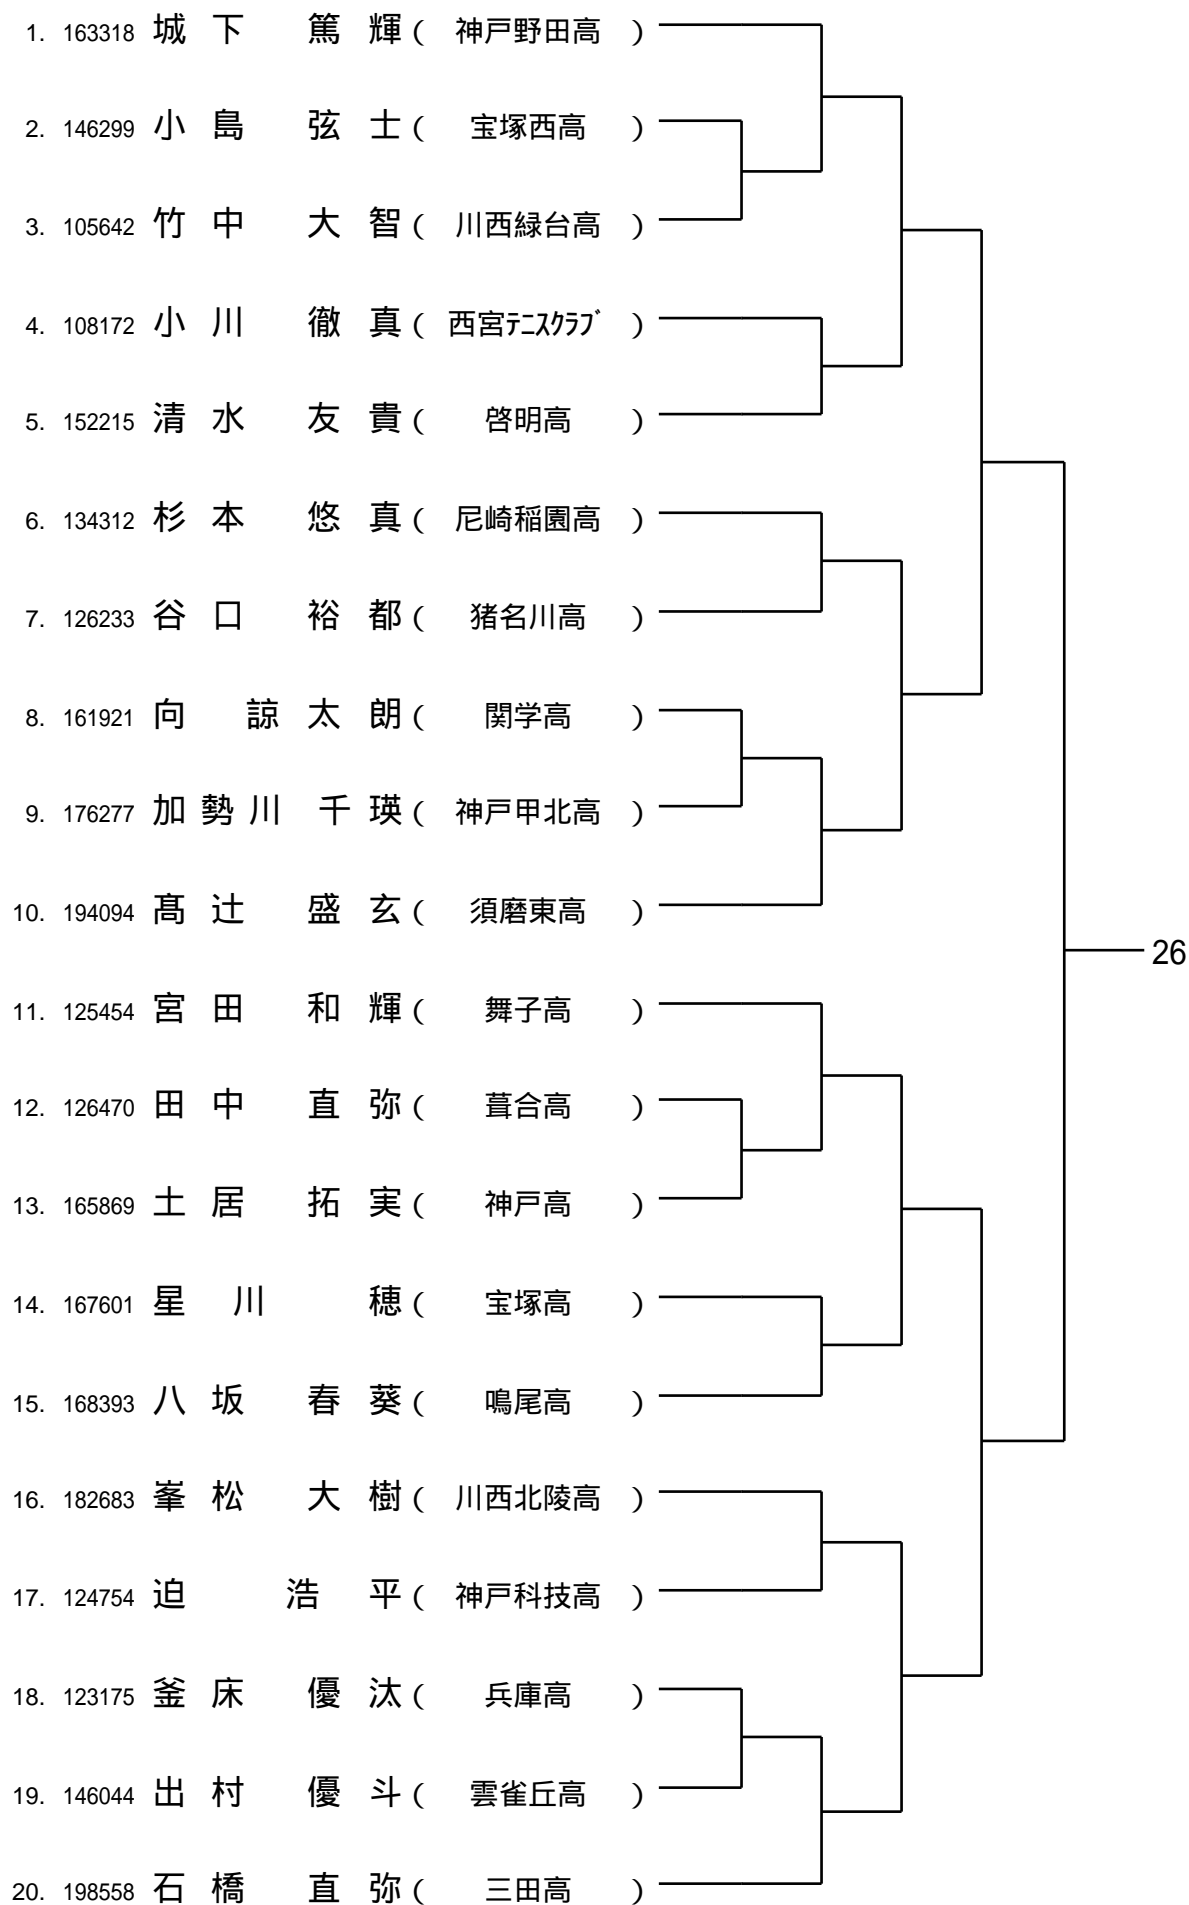 1. 163318 城下 篤輝 ( 神戸野田高 )
2. 146299 小島 弦士 ( 宝塚西高 )
3. 105642 竹中 大智 ( 川西緑台高 )
4. 108172 小川 徹真 ( 西宮ﾃﾆｽｸﾗﾌﾞ )
5. 152215 清水 友貴 ( 啓明高 )
6. 134312 杉本 悠真 ( 尼崎稲園高 )
7. 126233 谷口 裕都 ( 猪名川高 )
8. 161921 向 諒太朗 ( 関学高 )
9. 176277 加勢川 千瑛 ( 神戸甲北高 )
10. 194094 髙辻 盛玄 ( 須磨東高 )
26
11. 125454 宮田 和輝 ( 舞子高 )
12. 126470 田中 直弥 ( 葺合高 )
13. 165869 土居 拓実 ( 神戸高 )
14. 167601 星川 穂 ( 宝塚高 )
15. 168393 八坂 春葵 ( 鳴尾高 )
16. 182683 峯松 大樹 ( 川西北陵高 )
17. 124754 迫 浩平 ( 神戸科技高 )
18. 123175 釜床 優汰 ( 兵庫高 )
19. 146044 出村 優斗 ( 雲雀丘高 )
20. 198558 石橋 直弥 ( 三田高 )